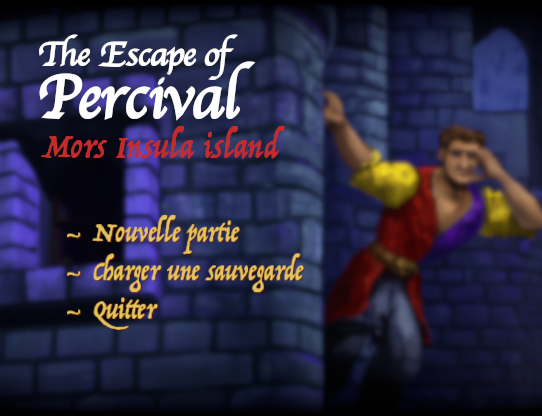 The Escape of
Percival
Mors Insula island
~ Nouvelle partie
~ Charger une sauvegarde
~ Quitter